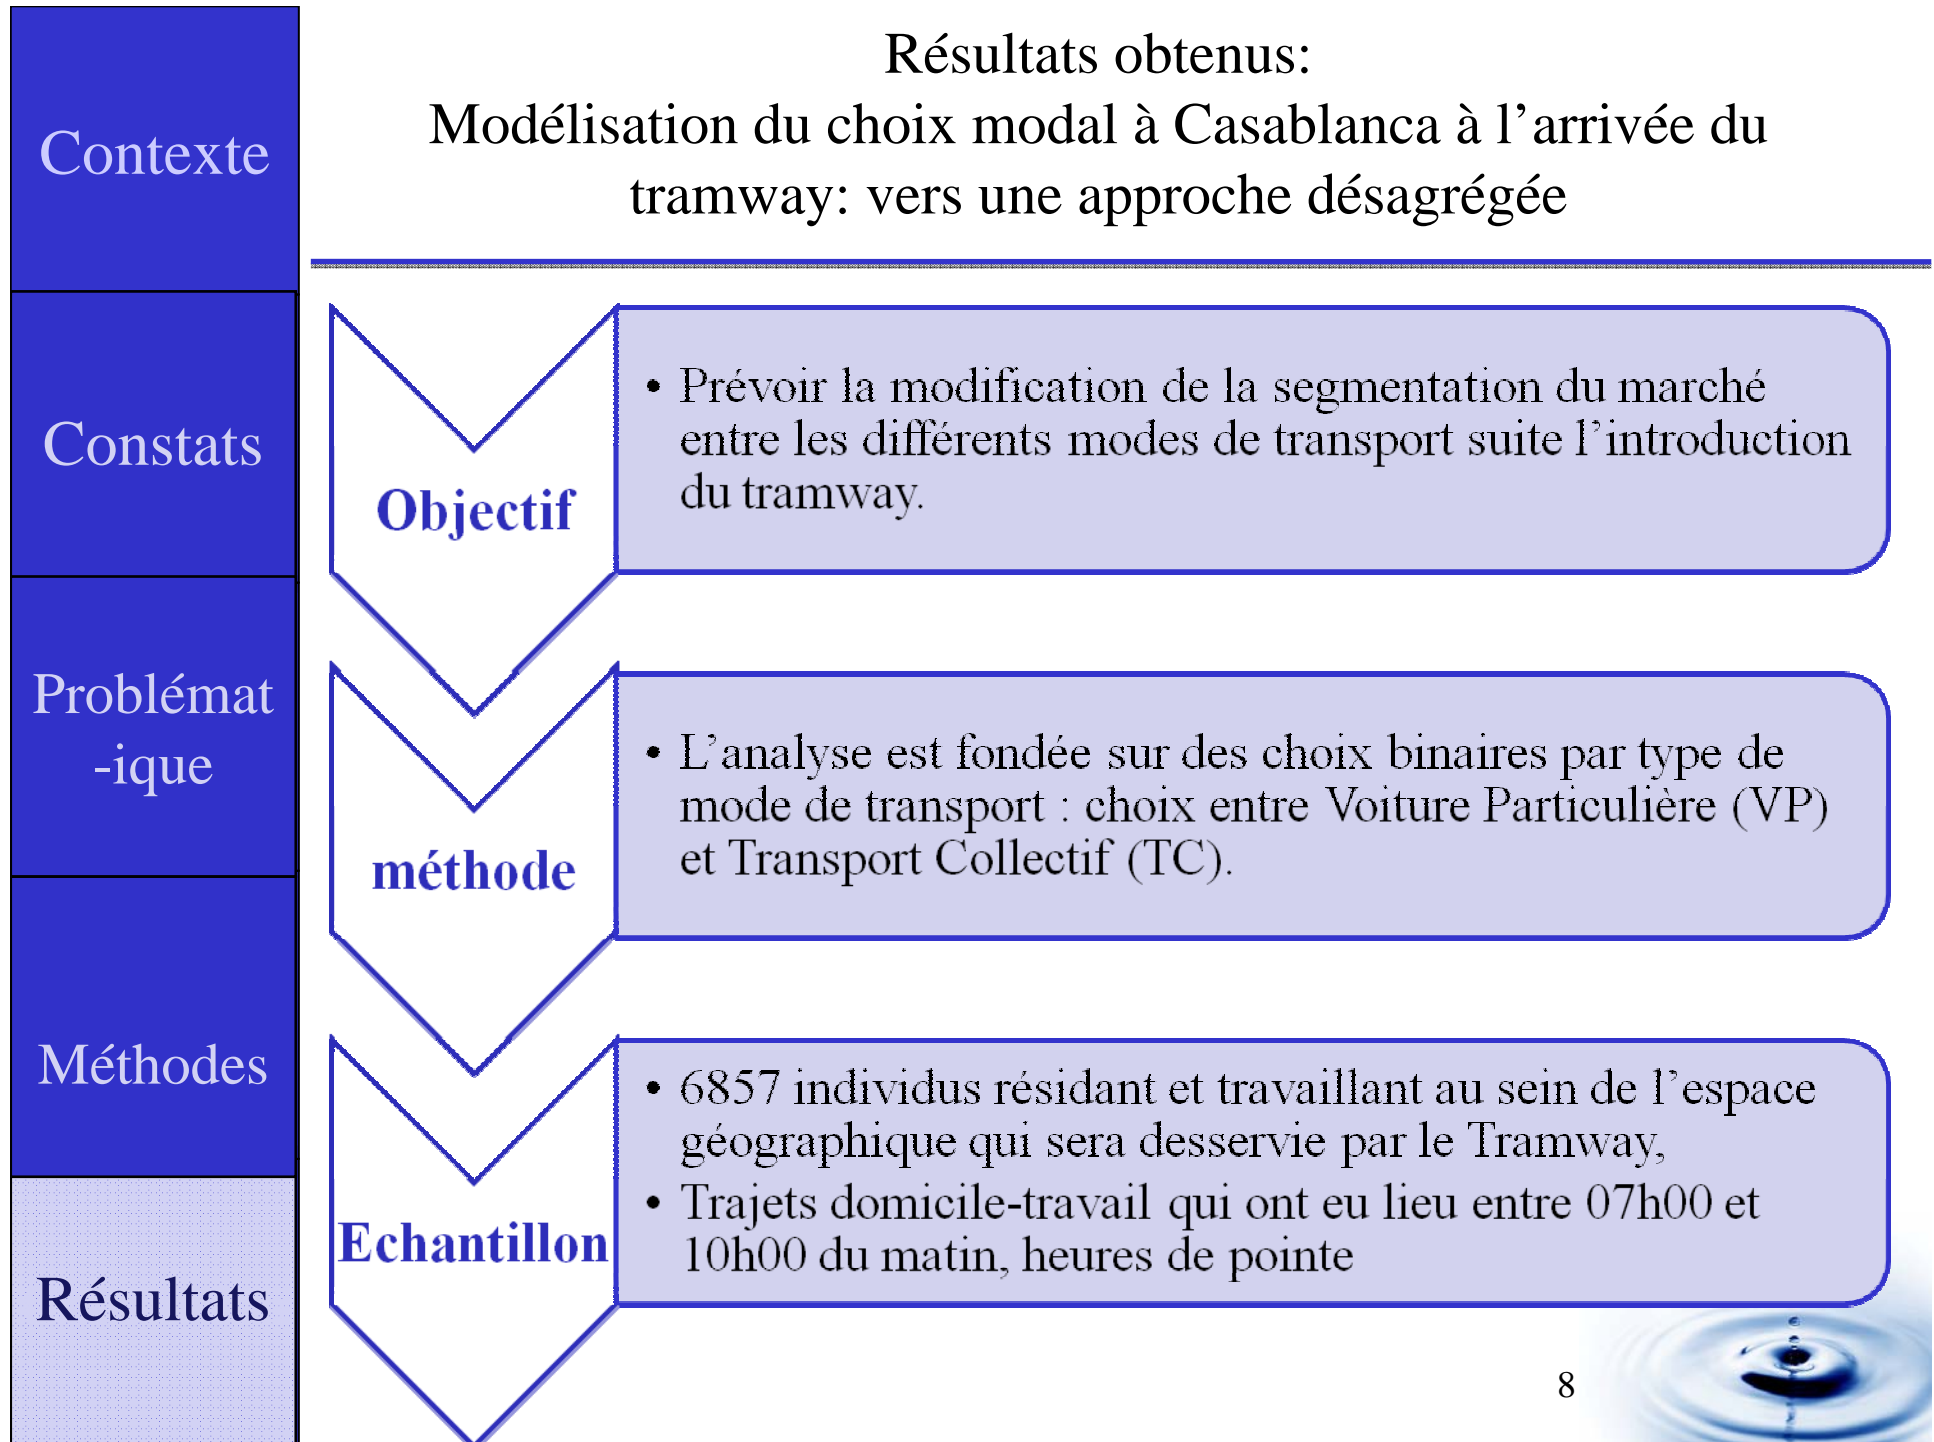 Contexte
Constats
Problémat
-ique
Méthodes
Résultats
Résultats obtenus:
Modélisation du choix modal à Casablanca à l’arrivée du
tramway: vers une approche désagrégée
Objectif
• Prévoir la modification de la segmentation du marché
entre les différents modes de transport suite l’introduction
du tramway.
méthode
• L’analyse est fondée sur des choix binaires par type de
mode de transport : choix entre Voiture Particulière (VP)
et Transport Collectif (TC).
Echantillon
• 6857 individus résidant et travaillant au sein de l’espace
géographique qui sera desservie par le Tramway,
• Trajets domicile-travail qui ont eu lieu entre 07h00 et
10h00 du matin, heures de pointe
8